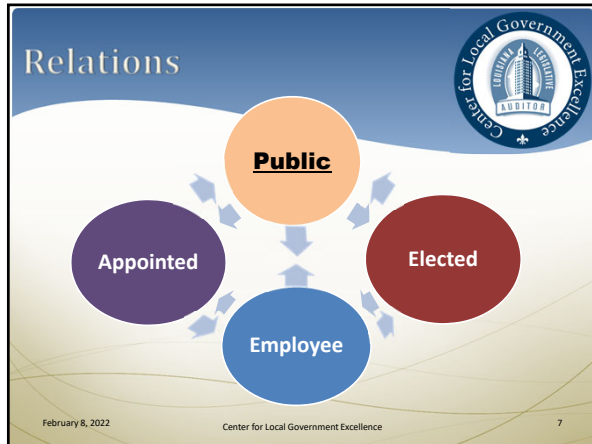 Relations
Center for Local Government Excellence
LOUISIANA LEGISLATIVE
AUDITOR
Public
Appointed
Elected
Employee
February 8, 2022
Center for Local Government Excellence
7